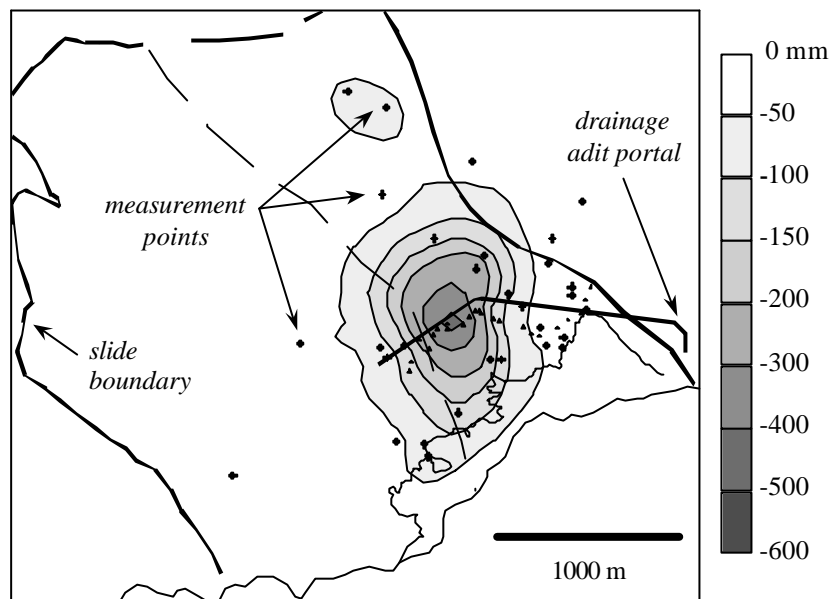 0 mm
-50
-100
-150
-200
-300
-400
-500
-600
drainage
adit portal
measurement
points
slide
boundary
1000 m